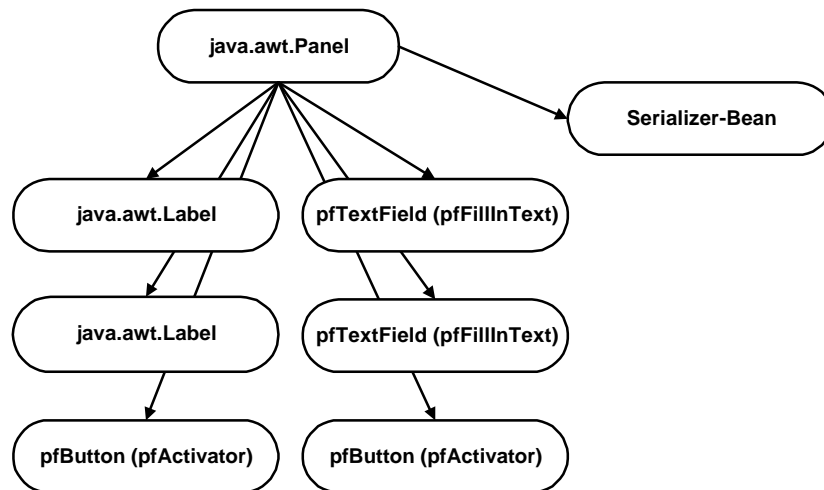 java.awt.Panel
Serializer-Bean
java.awt.Label
pfTextField (pfFillInText)
java.awt.Label
pfTextField (pfFillInText)
pfButton (pfActivator)
pfButton (pfActivator)